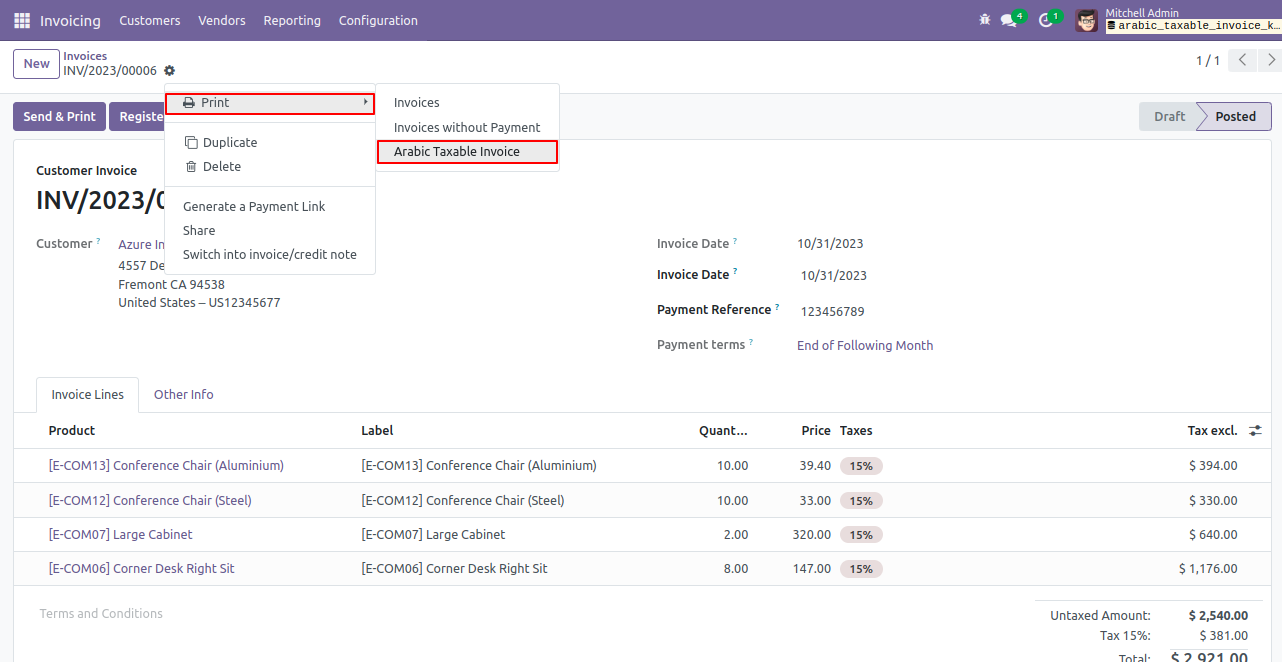 Invoicing Customers Vendors Reporting Configuration 4 1 Mitchell Admin
arabic_taxable_invoice_k...
New Invoices
INV/2023/00006 1 / 1
Print Invoices
Invoices without Payment
Arabic Taxable Invoice
Duplicate
Delete
Generate a Payment Link
Share
Switch into invoice/credit note
Send & Print Registe Draft Posted
Customer Invoice
INV/2023/0
Customer ? Azure In
4557 De
Fremont CA 94538
United States – US12345677
Invoice Date ? 10/31/2023
Invoice Date ? 10/31/2023
Payment Reference ? 123456789
Payment terms ? End of Following Month
Invoice Lines Other Info
Product Label Quant... Price Taxes Tax excl.
[E-COM13] Conference Chair (Aluminium) [E-COM13] Conference Chair (Aluminium) 10.00 39.40 15% $ 394.00
[E-COM12] Conference Chair (Steel) [E-COM12] Conference Chair (Steel) 10.00 33.00 15% $ 330.00
[E-COM07] Large Cabinet [E-COM07] Large Cabinet 2.00 320.00 15% $ 640.00
[E-COM06] Corner Desk Right Sit [E-COM06] Corner Desk Right Sit 8.00 147.00 15% $ 1,176.00
Terms and Conditions
Untaxed Amount: $ 2,540.00
Tax 15%: $ 381.00
Total: $ 2,921.00